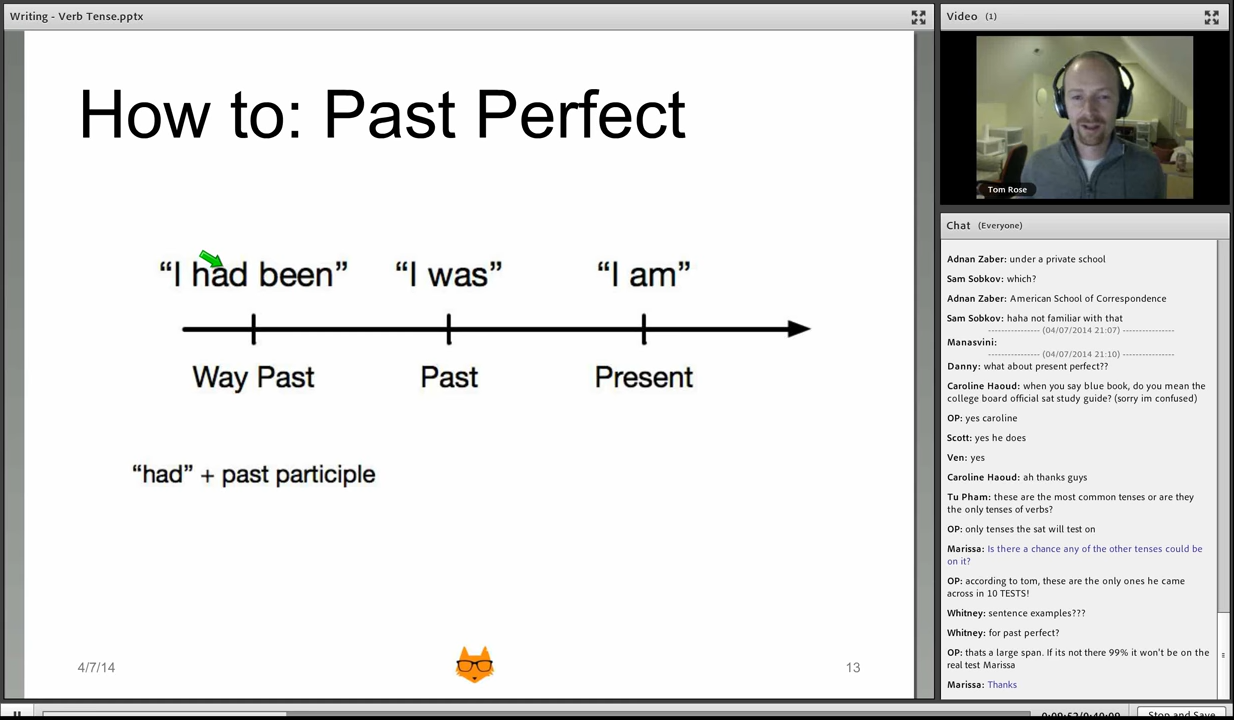 Writing - Verb Tense.pptx
How to: Past Perfect
“I had been” “I was” “I am”
Way Past Past Present
“had” + past participle
4/7/14
13
Video (1)
Tom Rose
Chat (Everyone)
Adnan Zaber: under a private school
Sam Sobkov: which?
Adnan Zaber: American School of Correspondence
Sam Sobkov: haha not familiar with that
---------------- (04/07/2014 21:07) ----------------
Manasvini:
---------------- (04/07/2014 21:10) ----------------
Danny: what about present perfect??
Caroline Haoud: when you say blue book, do you mean the
college board official sat study guide? (sorry im confused)
OP: yes caroline
Scott: yes he does
Ven: yes
Caroline Haoud: ah thanks guys
Tu Pham: these are the most common tenses or are they
the only tenses of verbs?
OP: only tenses the sat will test on
Marissa: Is there a chance any of the other tenses could be
on it?
OP: according to tom, these are the only ones he came
across in 10 TESTS!
Whitney: sentence examples???
Whitney: for past perfect?
OP: thats a large span. If its not there 99% it won't be on the
real test Marissa
Marissa: Thanks
Stop and Save